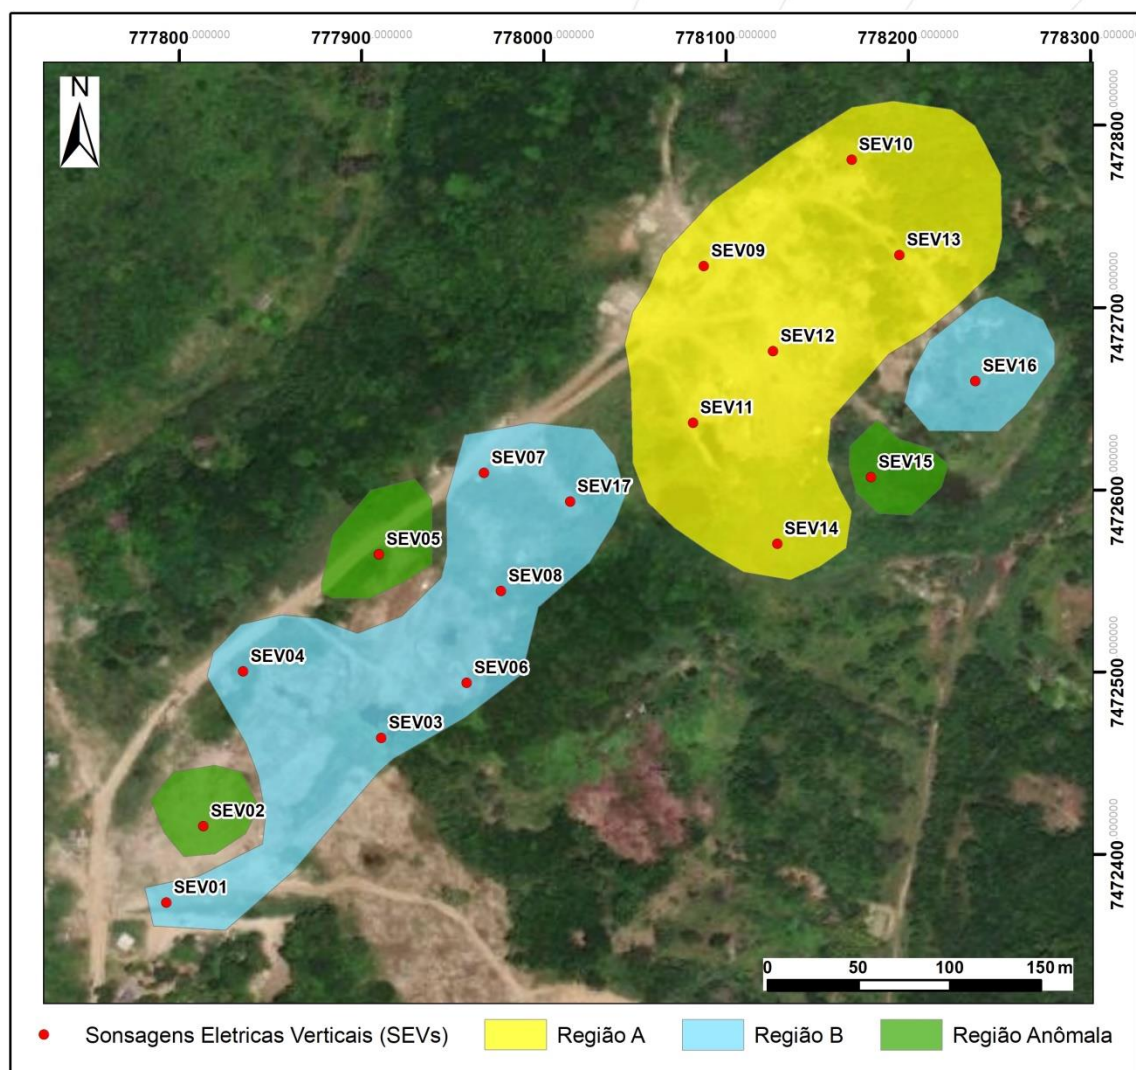 777800.000000 777900.000000 778000.000000 778100.000000 778200.000000 778300.000000
N
7472800.000000
SEV10
SEV13
SEV09
7472700.000000
SEV12
SEV16
SEV11
SEV07
SEV15
SEV17
7472600.000000
SEV05
SEV14
SEV08
SEV04
SEV06
7472500.000000
SEV03
SEV02
7472400.000000
SEV01
0 50 100 150 m
Sonsagens Eletricas Verticais (SEVs) Região A Região B Região Anômala